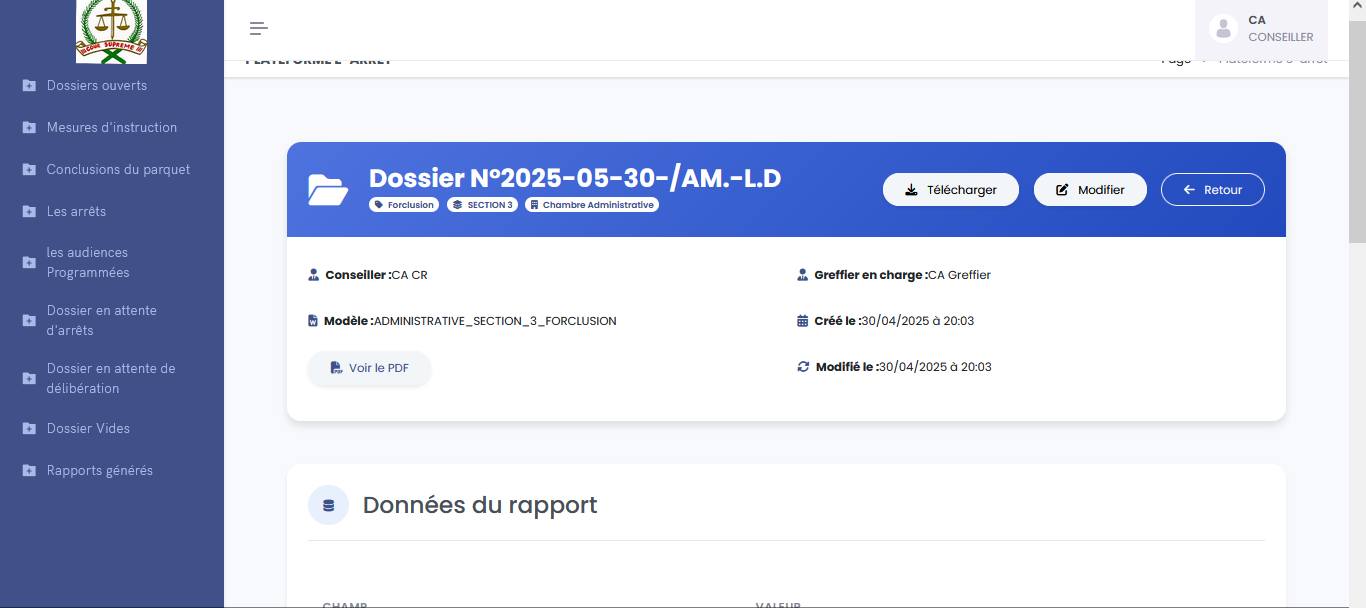 COUR SUPREME
CA
CONSEILLER
PLATEFORME E-ARRET
Page
Plateforme e-arret
Dossiers ouverts
Mesures d'instruction
Conclusions du parquet
Les arrêts
les audiences
Programmées
Dossier en attente
d'arrêts
Dossier en attente de
délibération
Dossier Vides
Rapports générés
Dossier N°2025-05-30-/AM.-L.D
Forclusion
SECTION 3
Chambre Administrative
Télécharger
Modifier
Retour
Conseiller :CA CR
Greffier en charge :CA Greffier
Modèle :ADMINISTRATIVE_SECTION_3_FORCLUSION
Créé le :30/04/2025 à 20:03
Voir le PDF
Modifié le :30/04/2025 à 20:03
Données du rapport
CHAMP
VALEUR